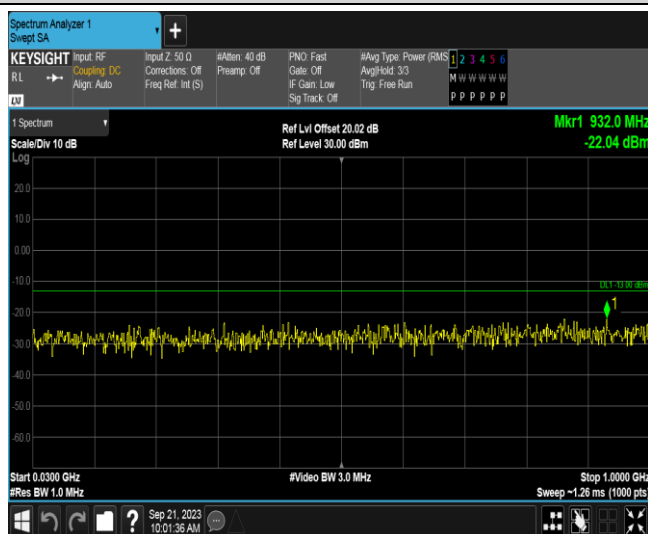 Spectrum Analyzer 1
Swept SA
KEYSIGHT
RL
LXI
Input: RF
Coupling: DC
Align: Auto
Input Z: 50 Ω
Corrections: Off
Freq Ref: Int (S)
#Atten: 40 dB
Preamp: Off
PNO: Fast
Gate: Off
IF Gain: Low
Sig Track: Off
#Avg Type: Power (RMS
Avg|Hold: 3/3
Trig: Free Run
1 2 3 4 5 6
M W W W W W
P P P P P P
1 Spectrum
Scale/Div 10 dB
Log
Ref Lvl Offset 20.02 dB
Ref Level 30.00 dBm
Mkr1 932.0 MHz
-22.04 dBm
20.0
10.0
0.00
-10.0
DL1 -13.00 dBm
-20.0
1
-30.0
-40.0
-50.0
-60.0
Start 0.0300 GHz
#Res BW 1.0 MHz
#Video BW 3.0 MHz
Stop 1.0000 GHz
Sweep ~1.26 ms (1000 pts)
?
Sep 21, 2023
10:01:36 AM